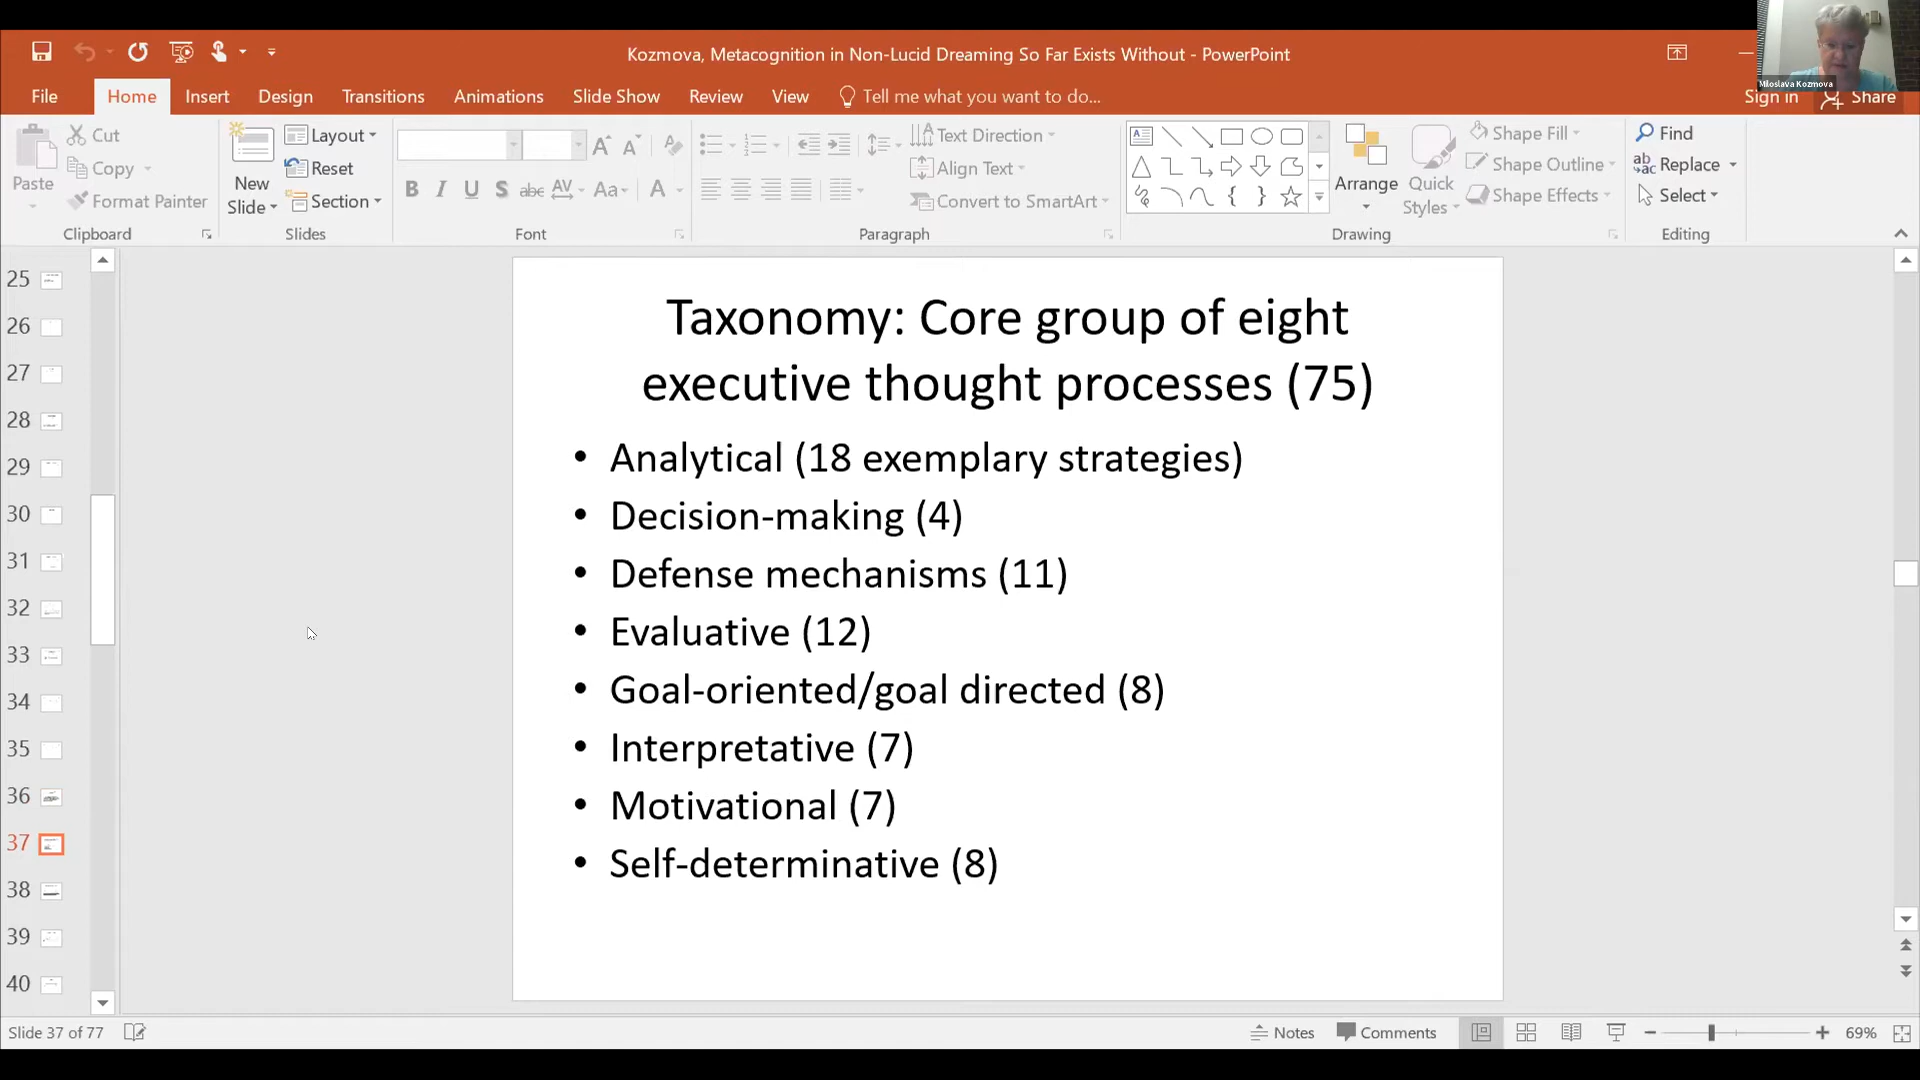 Kozmova, Metacognition in Non-Lucid Dreaming So Far Exists Without - PowerPoint
Miloslava Kozmova
File Home Insert Design Transitions Animations Slide Show Review View Tell me what you want to do... Sign in Share
Paste
Cut
Copy
Format Painter
Clipboard
New Slide
Layout
Reset
Section
Slides
B I U S abc AV Aa A
Font
Text Direction
Align Text
Convert to SmartArt
Paragraph
Arrange
Quick Styles
Shape Fill
Shape Outline
Shape Effects
Drawing
Find
Replace
Select
Editing
25
26
27
28
29
30
31
32
33
34
35
36
37
38
39
40
Taxonomy: Core group of eight
executive thought processes (75)
• Analytical (18 exemplary strategies)
• Decision-making (4)
• Defense mechanisms (11)
• Evaluative (12)
• Goal-oriented/goal directed (8)
• Interpretative (7)
• Motivational (7)
• Self-determinative (8)
Slide 37 of 77 Notes Comments 69%